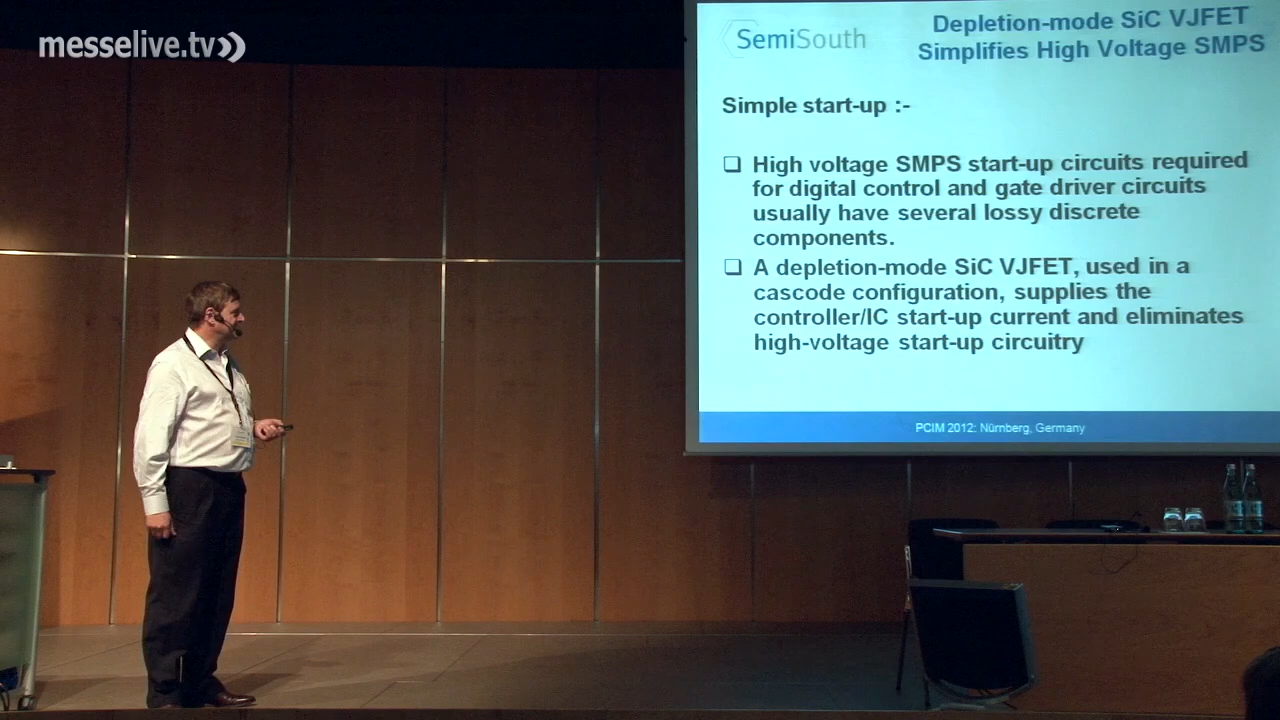 messelive.tv
SemiSouth
Depletion-mode SiC VJFET
Simplifies High Voltage SMPS
Simple start-up :-
❑ High voltage SMPS start-up circuits required
for digital control and gate driver circuits
usually have several lossy discrete
components.
❑ A depletion-mode SiC VJFET, used in a
cascode configuration, supplies the
controller/IC start-up current and eliminates
high-voltage start-up circuitry
PCIM 2012: Nürnberg, Germany